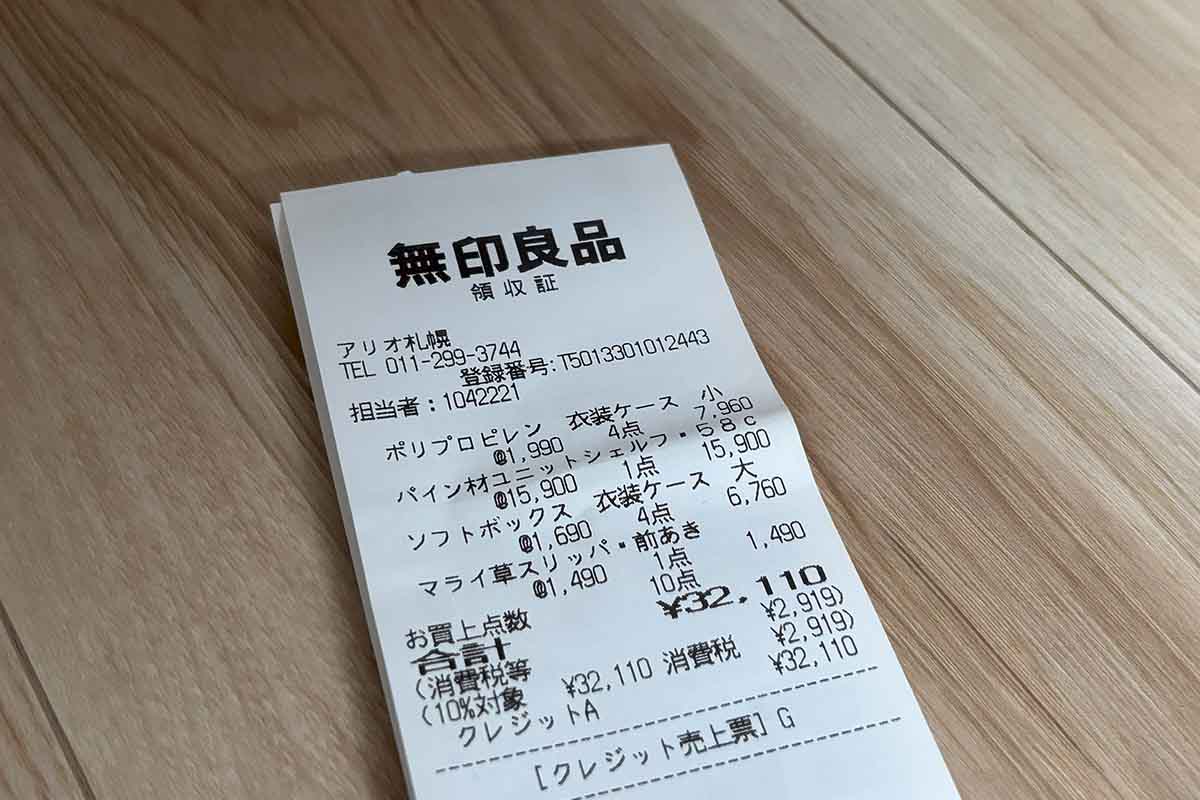 無印良品
領収証
アリオ札幌
TEL 011-299-3744
登録番号:T5013301012443
担当者：1042221
ポリプロピレン 衣装ケース 小
@1,990 4点 7,960
パイン材ユニットシェルフ・５８ｃ
@15,900 1点 15,900
ソフトボックス 衣装ケース 大
@1,690 4点 6,760
マライ草スリッパ・前あき
@1,490 1点 1,490
お買上点数 10点
合計 ¥32,110
(消費税等 ¥2,919)
(10%対象 ¥32,110 消費税 ¥2,919)
クレジットA ¥32,110
[クレジット売上票] G